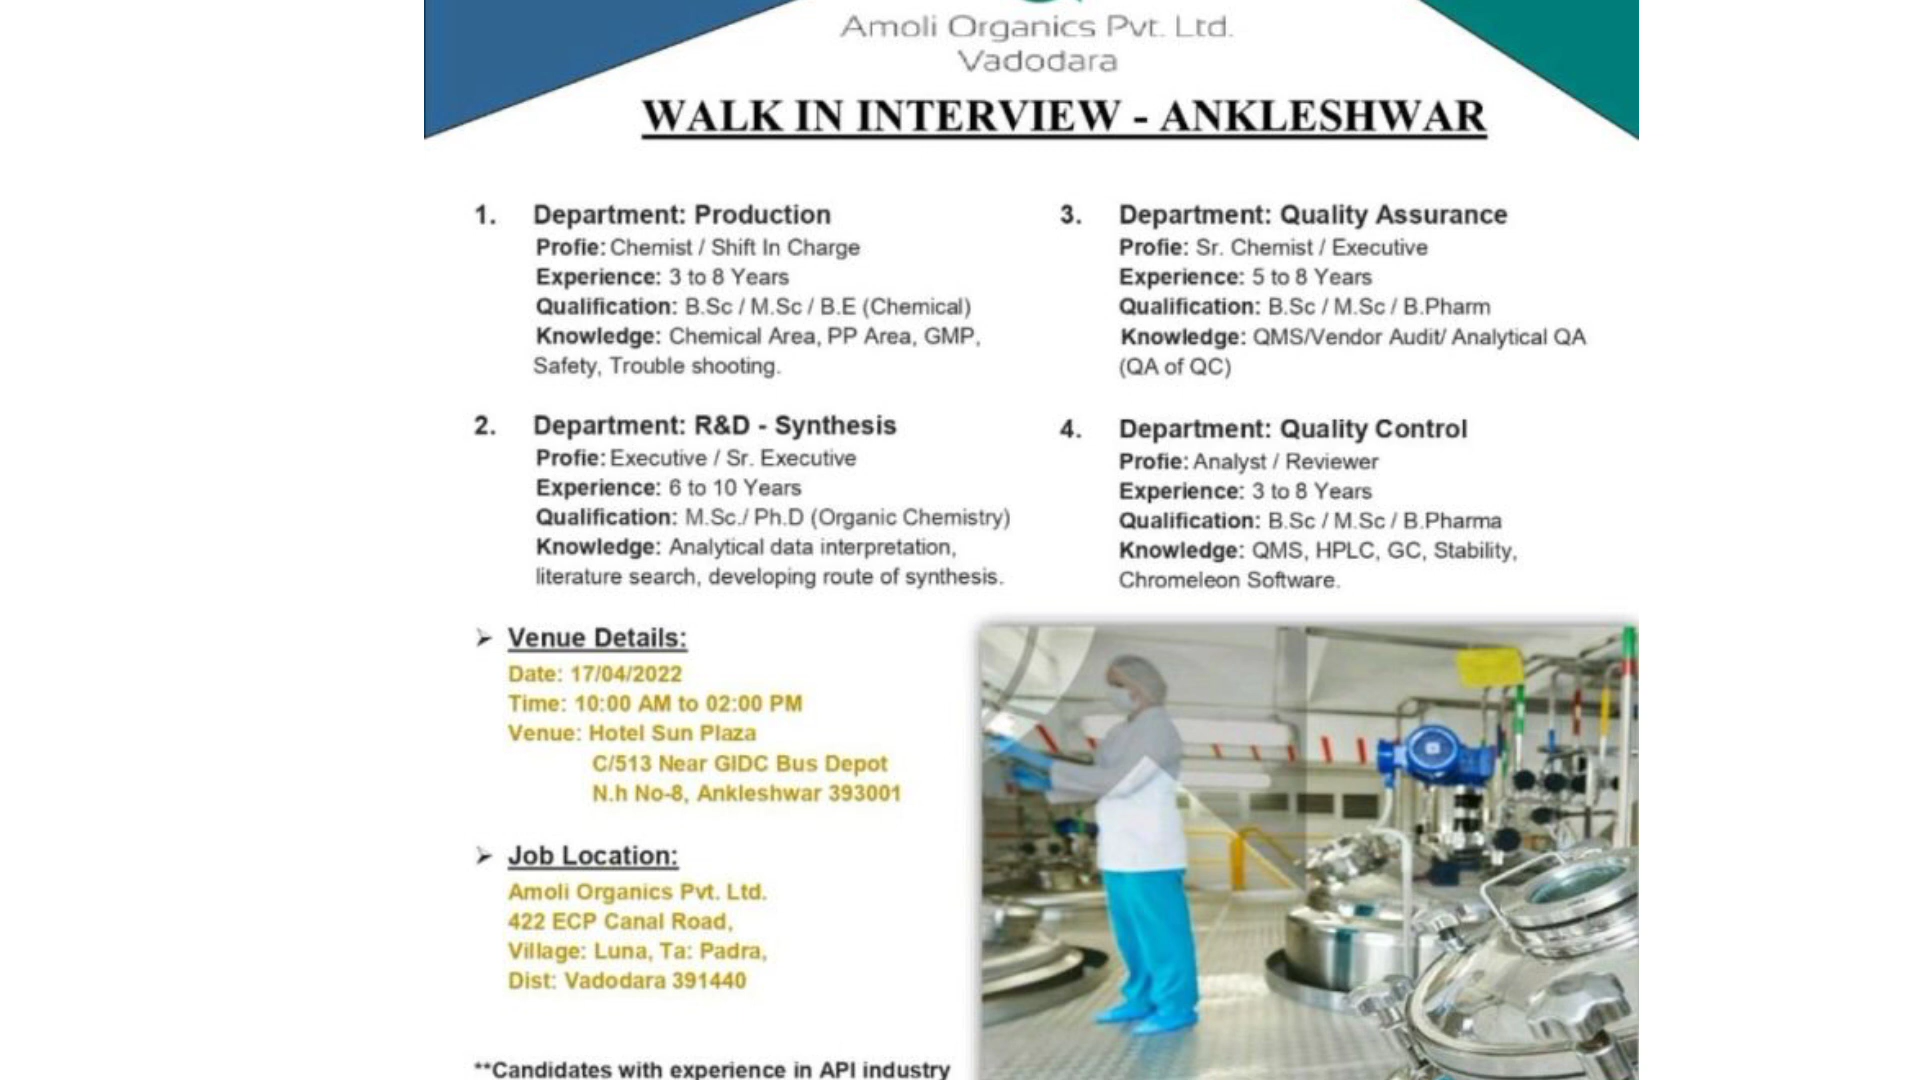 Amoli Organics Pvt. Ltd.
Vadodara
WALK IN INTERVIEW - ANKLESHWAR
1. Department: Production
Profie: Chemist / Shift In Charge
Experience: 3 to 8 Years
Qualification: B.Sc / M.Sc / B.E (Chemical)
Knowledge: Chemical Area, PP Area, GMP,
Safety, Trouble shooting.
2. Department: R&D - Synthesis
Profie: Executive / Sr. Executive
Experience: 6 to 10 Years
Qualification: M.Sc./ Ph.D (Organic Chemistry)
Knowledge: Analytical data interpretation,
literature search, developing route of synthesis.
3. Department: Quality Assurance
Profie: Sr. Chemist / Executive
Experience: 5 to 8 Years
Qualification: B.Sc / M.Sc / B.Pharm
Knowledge: QMS/Vendor Audit/ Analytical QA
(QA of QC)
4. Department: Quality Control
Profie: Analyst / Reviewer
Experience: 3 to 8 Years
Qualification: B.Sc / M.Sc / B.Pharma
Knowledge: QMS, HPLC, GC, Stability,
Chromeleon Software.
➢ Venue Details:
Date: 17/04/2022
Time: 10:00 AM to 02:00 PM
Venue: Hotel Sun Plaza
C/513 Near GIDC Bus Depot
N.h No-8, Ankleshwar 393001
➢ Job Location:
Amoli Organics Pvt. Ltd.
422 ECP Canal Road,
Village: Luna, Ta: Padra,
Dist: Vadodara 391440
**Candidates with experience in API industry